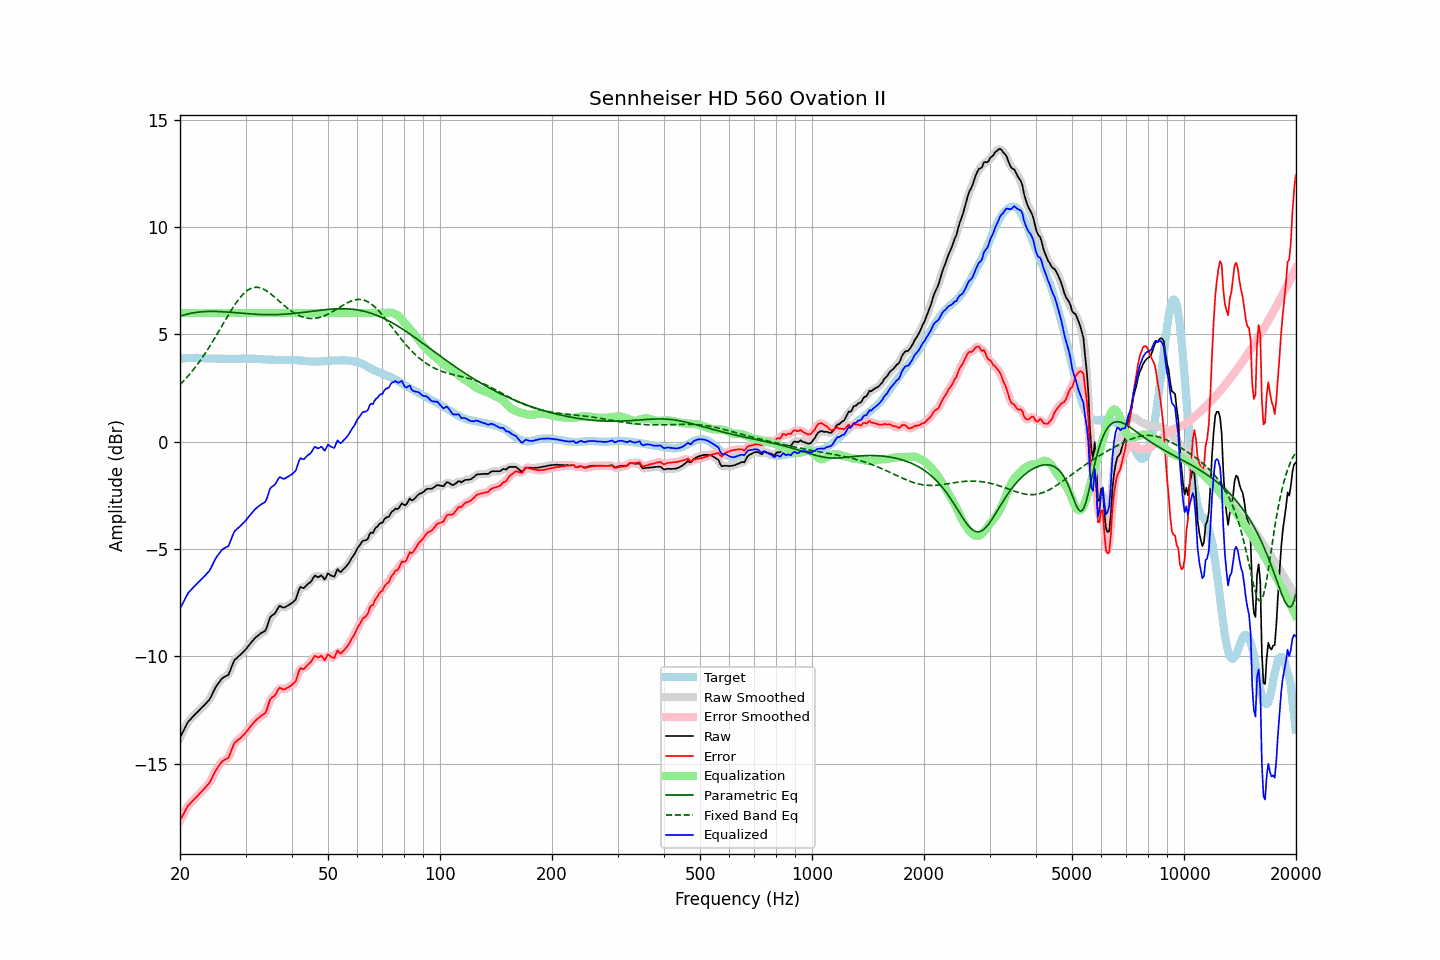 Sennheiser HD 560 Ovation II
15
10
5
0
−5
−10
−15
Amplitude (dBr)
Target
Raw Smoothed
Error Smoothed
Raw
Error
Equalization
Parametric Eq
Fixed Band Eq
Equalized
20
50
100
200
500
1000
2000
5000
10000
20000
Frequency (Hz)